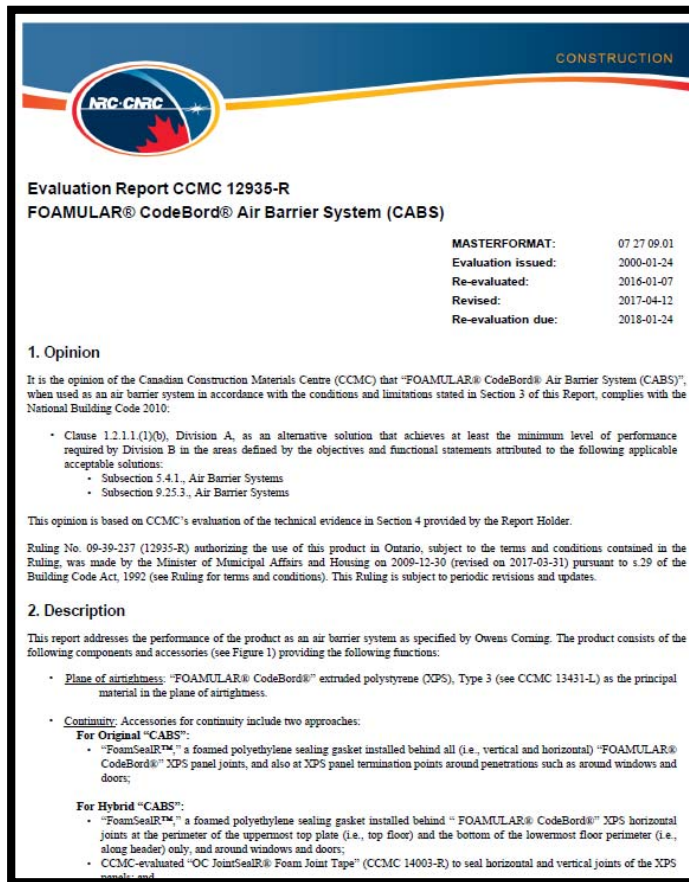 CONSTRUCTION
NRC·CNRC
Evaluation Report CCMC 12935-R
FOAMULAR® CodeBord® Air Barrier System (CABS)
MASTERFORMAT: 07 27 09.01
Evaluation issued: 2000-01-24
Re-evaluated: 2016-01-07
Revised: 2017-04-12
Re-evaluation due: 2018-01-24
1. Opinion
It is the opinion of the Canadian Construction Materials Centre (CCMC) that “FOAMULAR® CodeBord® Air Barrier System (CABS)”,
when used as an air barrier system in accordance with the conditions and limitations stated in Section 3 of this Report, complies with the
National Building Code 2010:
• Clause 1.2.1.1.(1)(b), Division A, as an alternative solution that achieves at least the minimum level of performance
required by Division B in the areas defined by the objectives and functional statements attributed to the following applicable
acceptable solutions:
• Subsection 5.4.1., Air Barrier Systems
• Subsection 9.25.3., Air Barrier Systems
This opinion is based on CCMC’s evaluation of the technical evidence in Section 4 provided by the Report Holder.
Ruling No. 09-39-237 (12935-R) authorizing the use of this product in Ontario, subject to the terms and conditions contained in the
Ruling, was made by the Minister of Municipal Affairs and Housing on 2009-12-30 (revised on 2017-03-31) pursuant to s.29 of the
Building Code Act, 1992 (see Ruling for terms and conditions). This Ruling is subject to periodic revisions and updates.
2. Description
This report addresses the performance of the product as an air barrier system as specified by Owens Corning. The product consists of the
following components and accessories (see Figure 1) providing the following functions:
• Plane of airtightness: “FOAMULAR® CodeBord®” extruded polystyrene (XPS), Type 3 (see CCMC 13431-L) as the principal
material in the plane of airtightness.
• Continuity: Accessories for continuity include two approaches:
For Original “CABS”:
• “FoamSealR™,” a foamed polyethylene sealing gasket installed behind all (i.e., vertical and horizontal) “FOAMULAR®
CodeBord®” XPS panel joints, and also at XPS panel termination points around penetrations such as around windows and
doors;
For Hybrid “CABS”:
• “FoamSealR™,” a foamed polyethylene sealing gasket installed behind “ FOAMULAR® CodeBord®” XPS horizontal
joints at the perimeter of the uppermost top plate (i.e., top floor) and the bottom of the lowermost floor perimeter (i.e.,
along header) only, and around windows and doors;
• CCMC-evaluated “OC JointSealR® Foam Joint Tape” (CCMC 14003-R) to seal horizontal and vertical joints of the XPS
panels; and